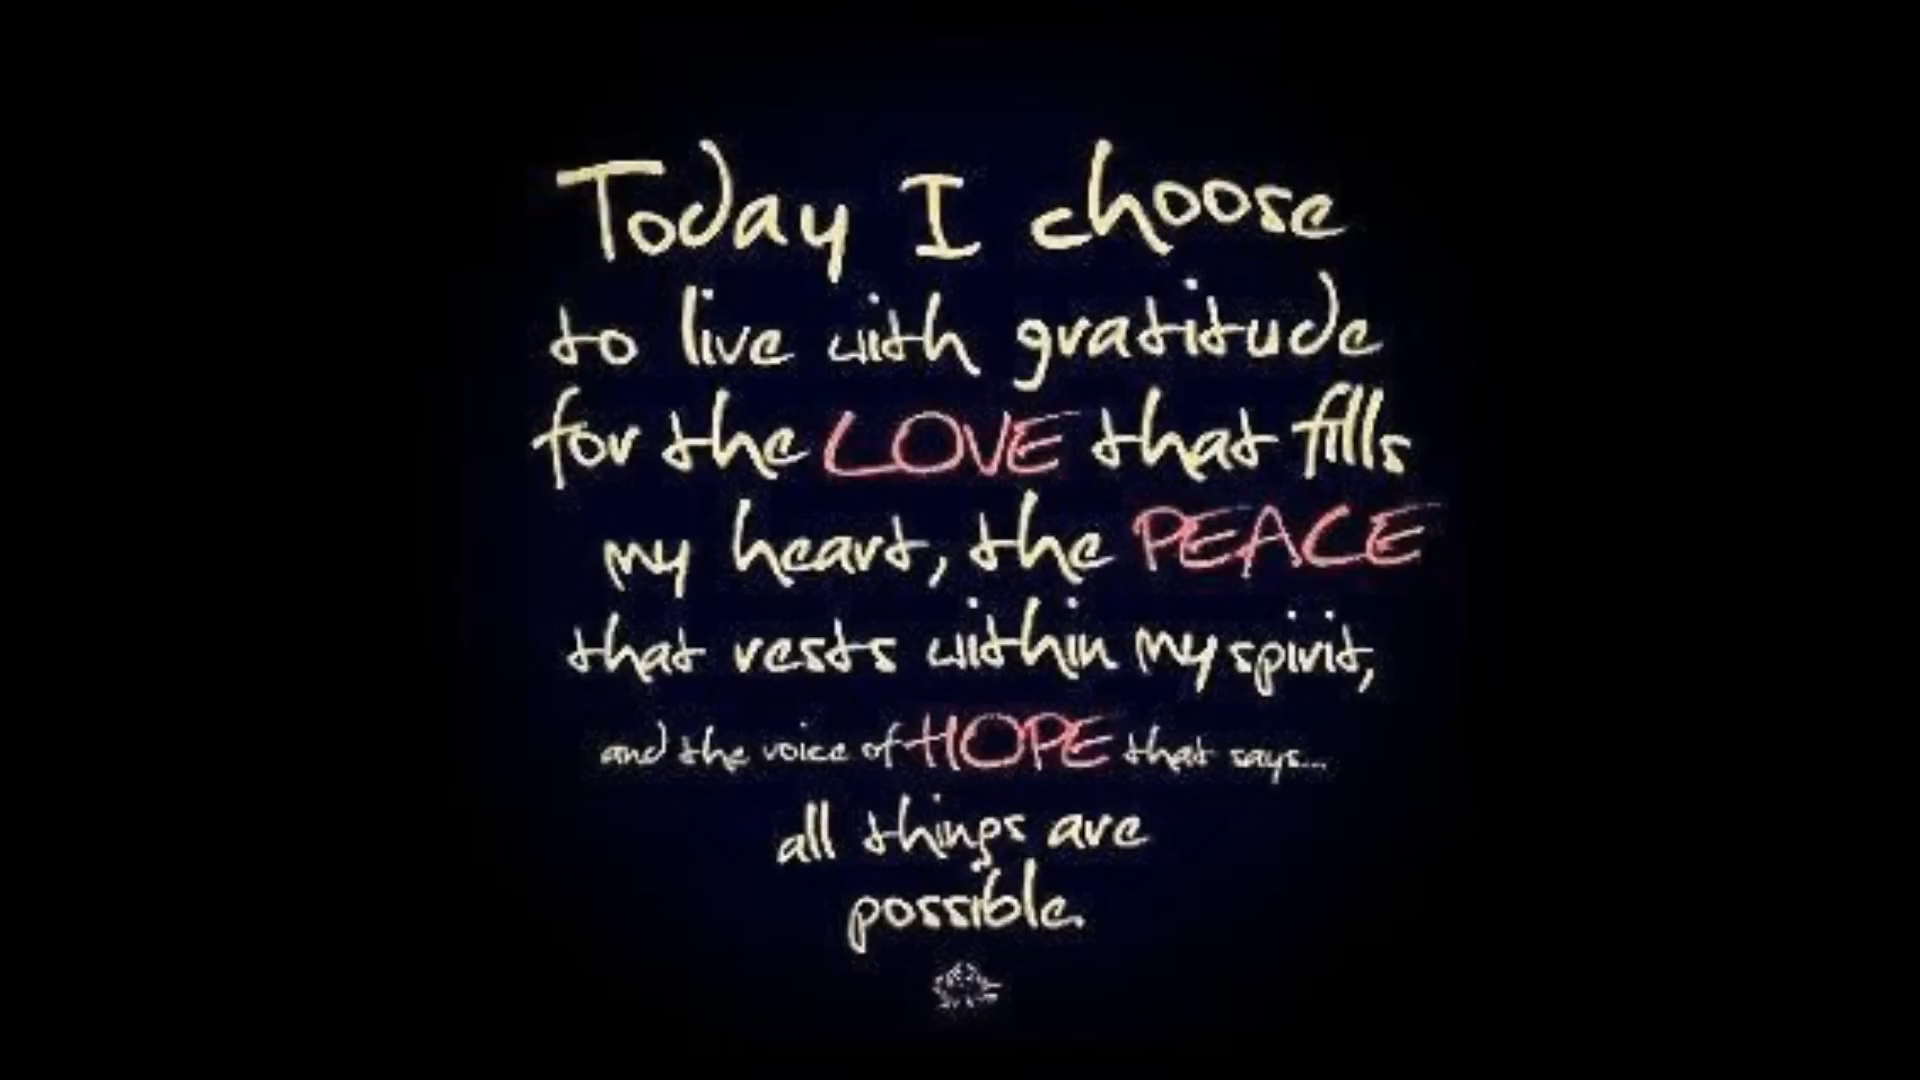 Today I choose
to live with gratitude
for the LOVE that fills
my heart, the PEACE
that rests within my spirit,
and the voice of HOPE that says...
all things are
possible.